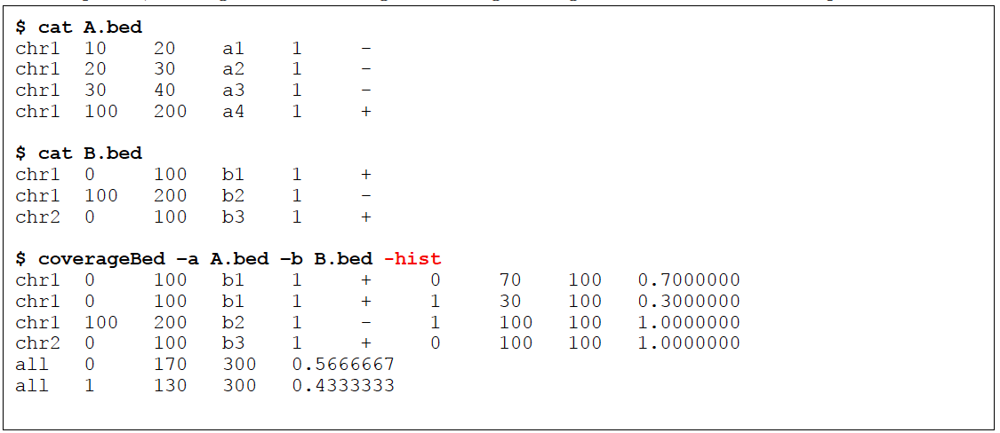 $ cat A.bed
chr1 10 20 a1 1 -
chr1 20 30 a2 1 -
chr1 30 40 a3 1 -
chr1 100 200 a4 1 +
$ cat B.bed
chr1 0 100 b1 1 +
chr1 100 200 b2 1 -
chr2 0 100 b3 1 +
$ coverageBed –a A.bed –b B.bed -hist
chr1 0 100 b1 1 + 0 70 100 0.7000000
chr1 0 100 b1 1 + 1 30 100 0.3000000
chr1 100 200 b2 1 - 1 100 100 1.0000000
chr2 0 100 b3 1 + 0 100 100 1.0000000
all 0 170 300 0.5666667
all 1 130 300 0.4333333